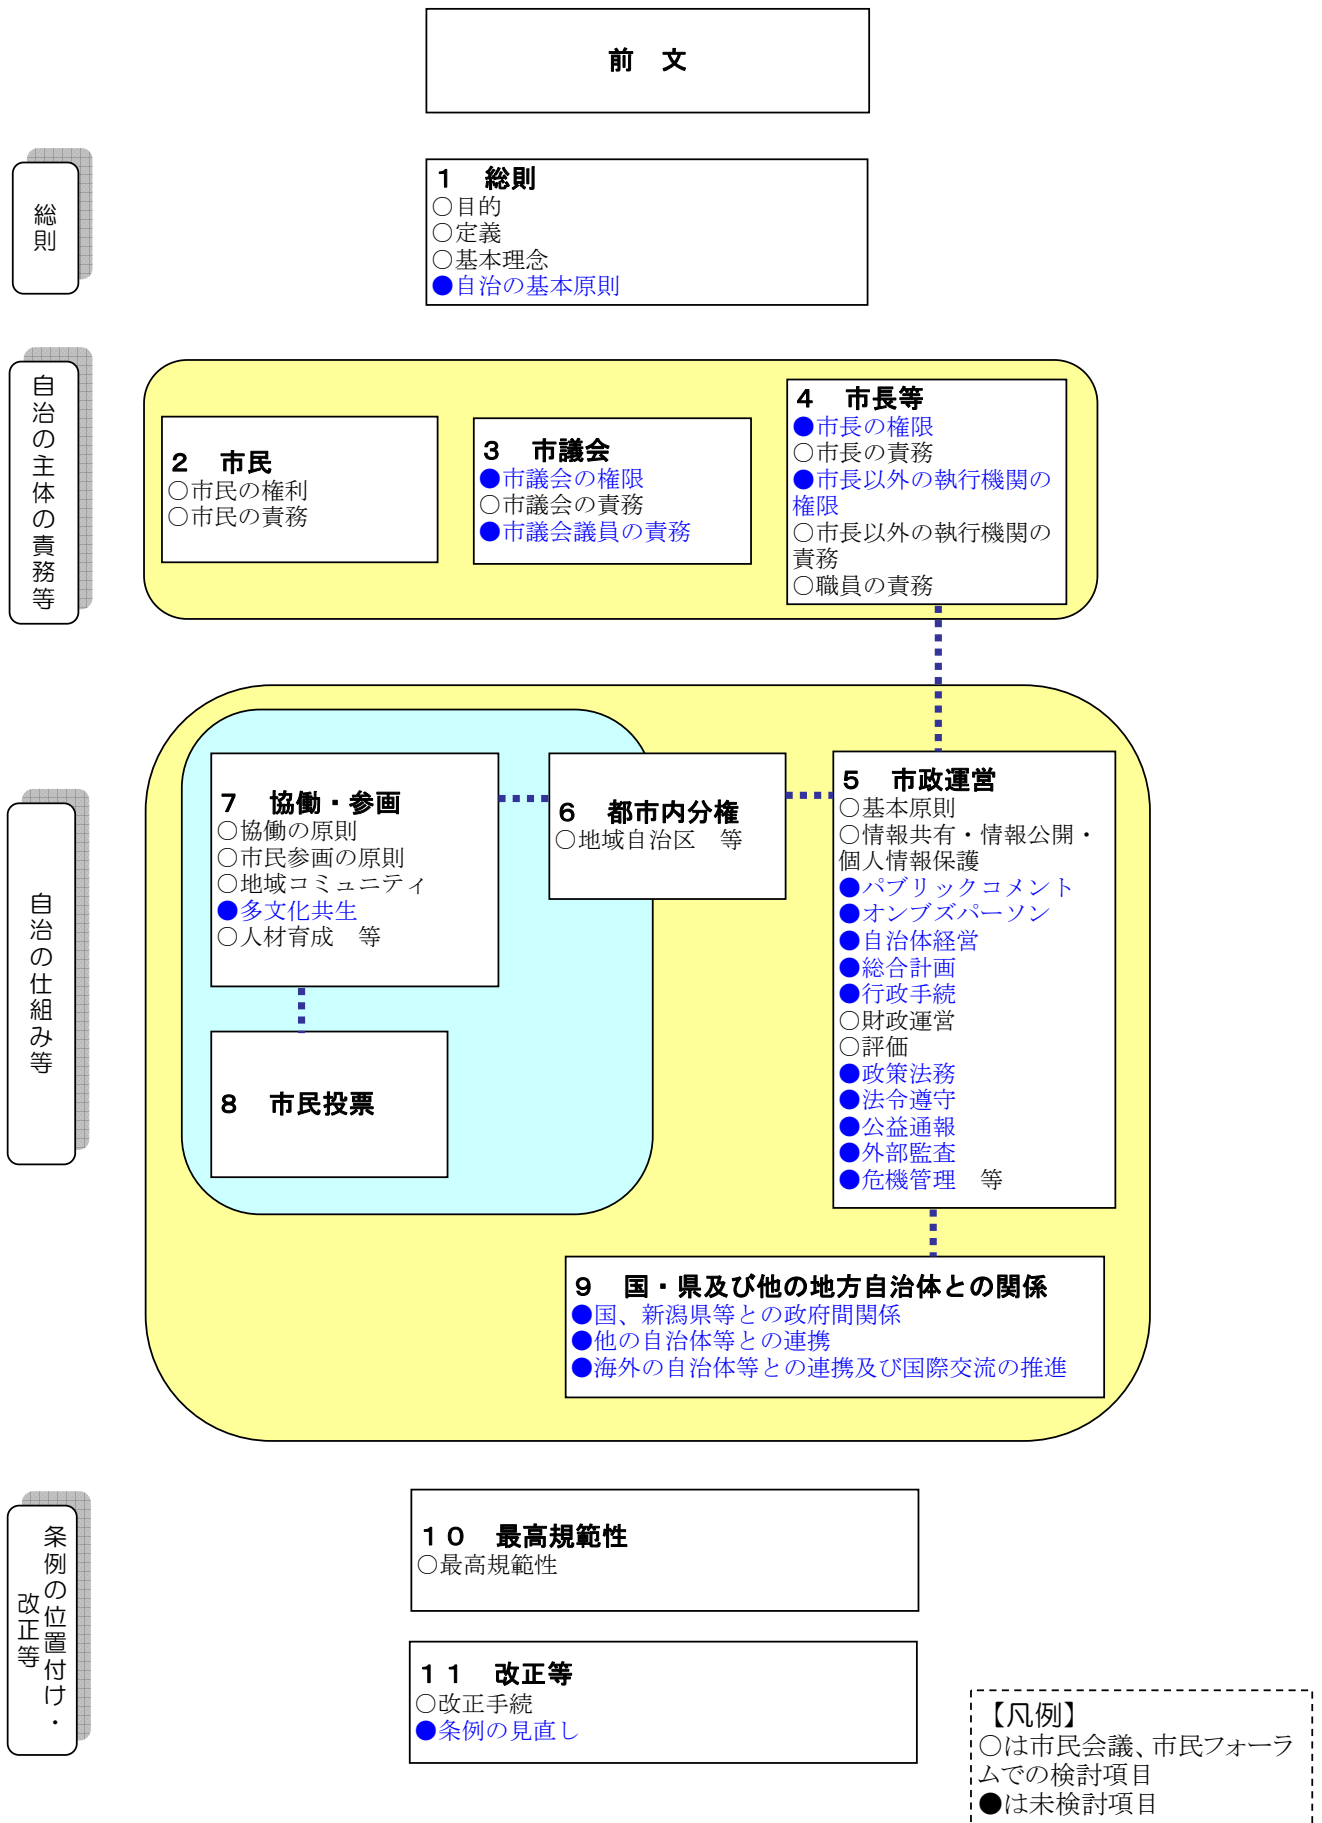 前　文
総則
１　総則
○目的
○定義
○基本理念
●自治の基本原則
自治の主体の責務等
２　市民
○市民の権利
○市民の責務
３　市議会
●市議会の権限
○市議会の責務
●市議会議員の責務
４　市長等
●市長の権限
○市長の責務
●市長以外の執行機関の
権限
○市長以外の執行機関の
責務
○職員の責務
自治の仕組み等
７　協働・参画
○協働の原則
○市民参画の原則
○地域コミュニティ
●多文化共生
○人材育成　等
６　都市内分権
○地域自治区　等
５　市政運営
○基本原則
○情報共有・情報公開・
個人情報保護
●パブリックコメント
●オンブズパーソン
●自治体経営
●総合計画
●行政手続
○財政運営
○評価
●政策法務
●法令遵守
●公益通報
●外部監査
●危機管理　等
８　市民投票
９　国・県及び他の地方自治体との関係
●国、新潟県等との政府間関係
●他の自治体等との連携
●海外の自治体等との連携及び国際交流の推進
条例の位置付け・
改正等
１０　最高規範性
○最高規範性
１１　改正等
○改正手続
●条例の見直し
【凡例】
○は市民会議、市民フォーラ
ムでの検討項目
●は未検討項目